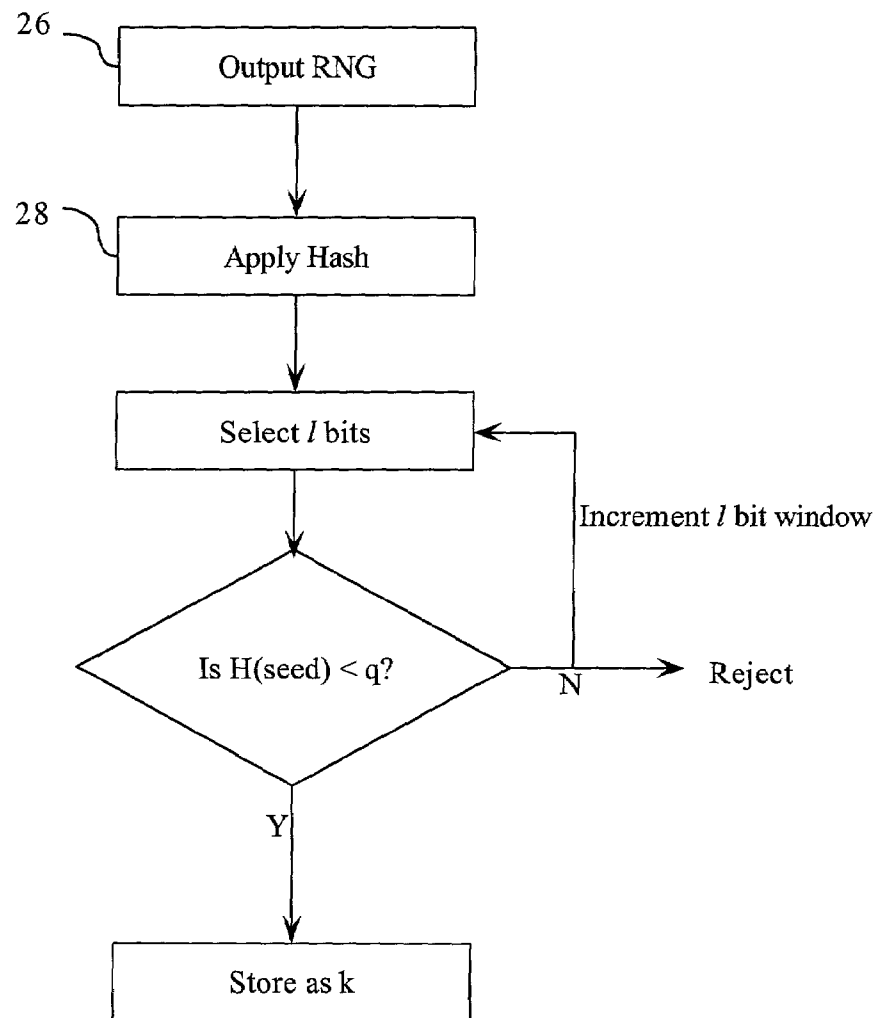 26
Output RNG
28
Apply Hash
Select l bits
Increment l bit window
Is H(seed) < q?
N
Reject
Y
Store as k